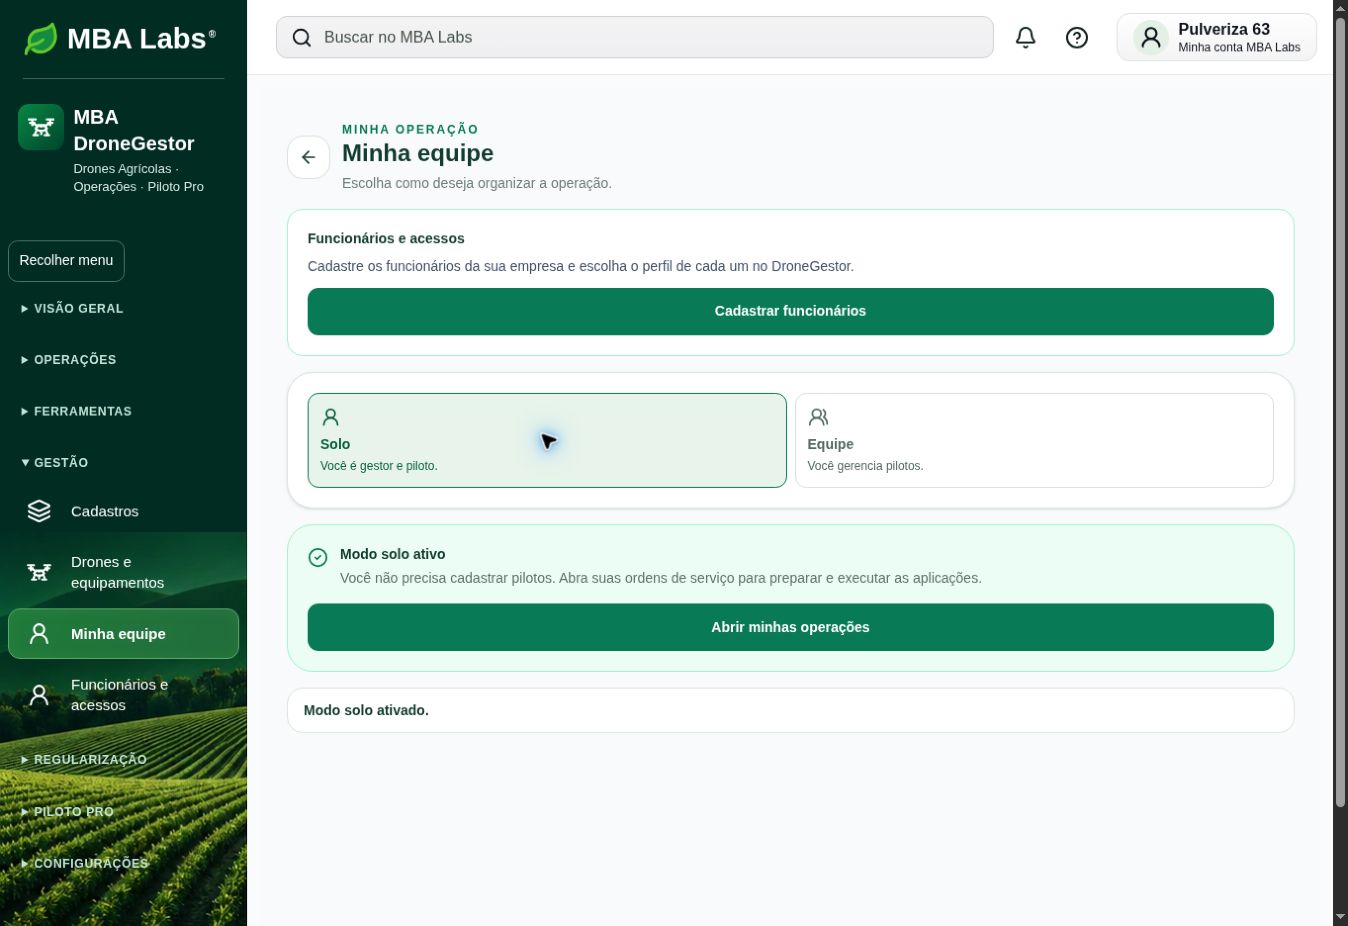 MBA Labs®
MBA
DroneGestor
Drones Agrícolas ·
Operações · Piloto Pro
Recolher menu
VISÃO GERAL
OPERAÇÕES
FERRAMENTAS
GESTÃO
Cadastros
Drones e
equipamentos
Minha equipe
Funcionários e
acessos
REGULARIZAÇÃO
PILOTO PRO
CONFIGURAÇÕES
Buscar no MBA Labs
Pulveriza 63
Minha conta MBA Labs
MINHA OPERAÇÃO
Minha equipe
Escolha como deseja organizar a operação.
Funcionários e acessos
Cadastre os funcionários da sua empresa e escolha o perfil de cada um no DroneGestor.
Cadastrar funcionários
Solo
Você é gestor e piloto.
Equipe
Você gerencia pilotos.
Modo solo ativo
Você não precisa cadastrar pilotos. Abra suas ordens de serviço para preparar e executar as aplicações.
Abrir minhas operações
Modo solo ativado.